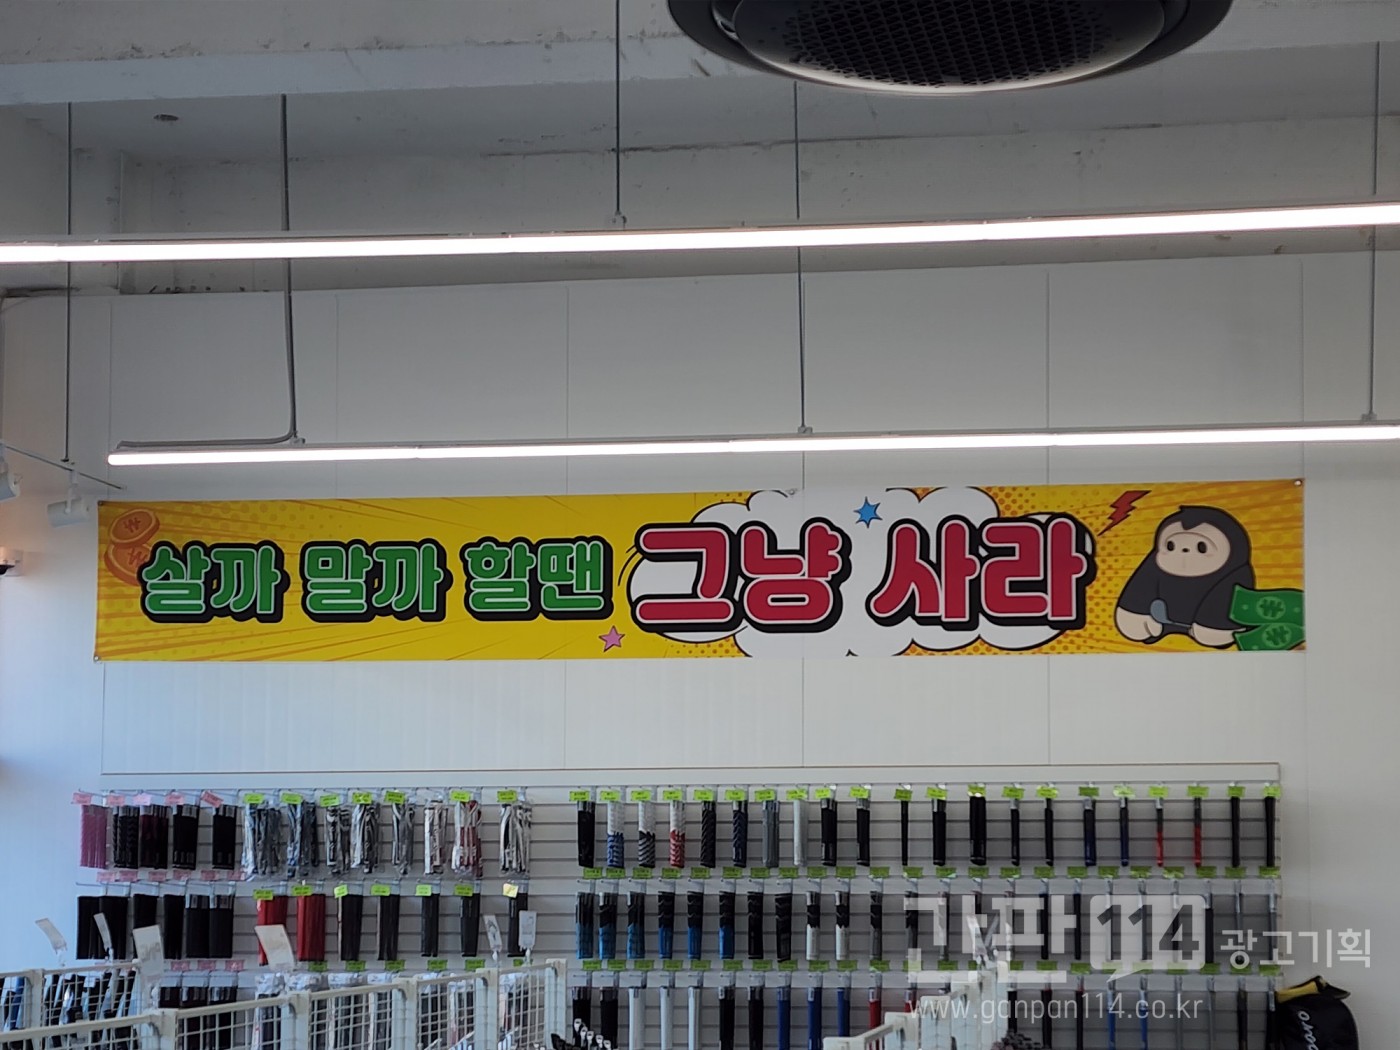 살까 말까 할땐 그냥 사라
간판114 광고기획
www.ganpan114.co.kr